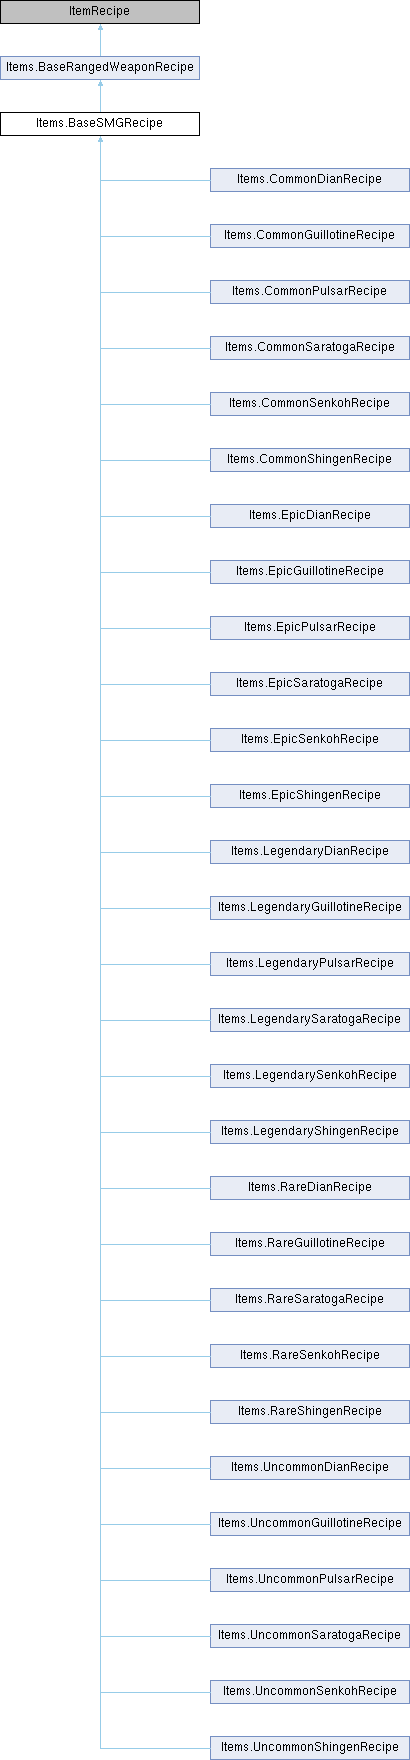 ItemRecipe
Items.BaseRangedWeaponRecipe
Items.BaseSMGRecipe
Items.CommonDianRecipe
Items.CommonGuillotineRecipe
Items.CommonPulsarRecipe
Items.CommonSaratogaRecipe
Items.CommonSenkohRecipe
Items.CommonShingenRecipe
Items.EpicDianRecipe
Items.EpicGuillotineRecipe
Items.EpicPulsarRecipe
Items.EpicSaratogaRecipe
Items.EpicSenkohRecipe
Items.EpicShingenRecipe
Items.LegendaryDianRecipe
Items.LegendaryGuillotineRecipe
Items.LegendaryPulsarRecipe
Items.LegendarySaratogaRecipe
Items.LegendarySenkohRecipe
Items.LegendaryShingenRecipe
Items.RareDianRecipe
Items.RareGuillotineRecipe
Items.RareSaratogaRecipe
Items.RareSenkohRecipe
Items.RareShingenRecipe
Items.UncommonDianRecipe
Items.UncommonGuillotineRecipe
Items.UncommonPulsarRecipe
Items.UncommonSaratogaRecipe
Items.UncommonSenkohRecipe
Items.UncommonShingenRecipe